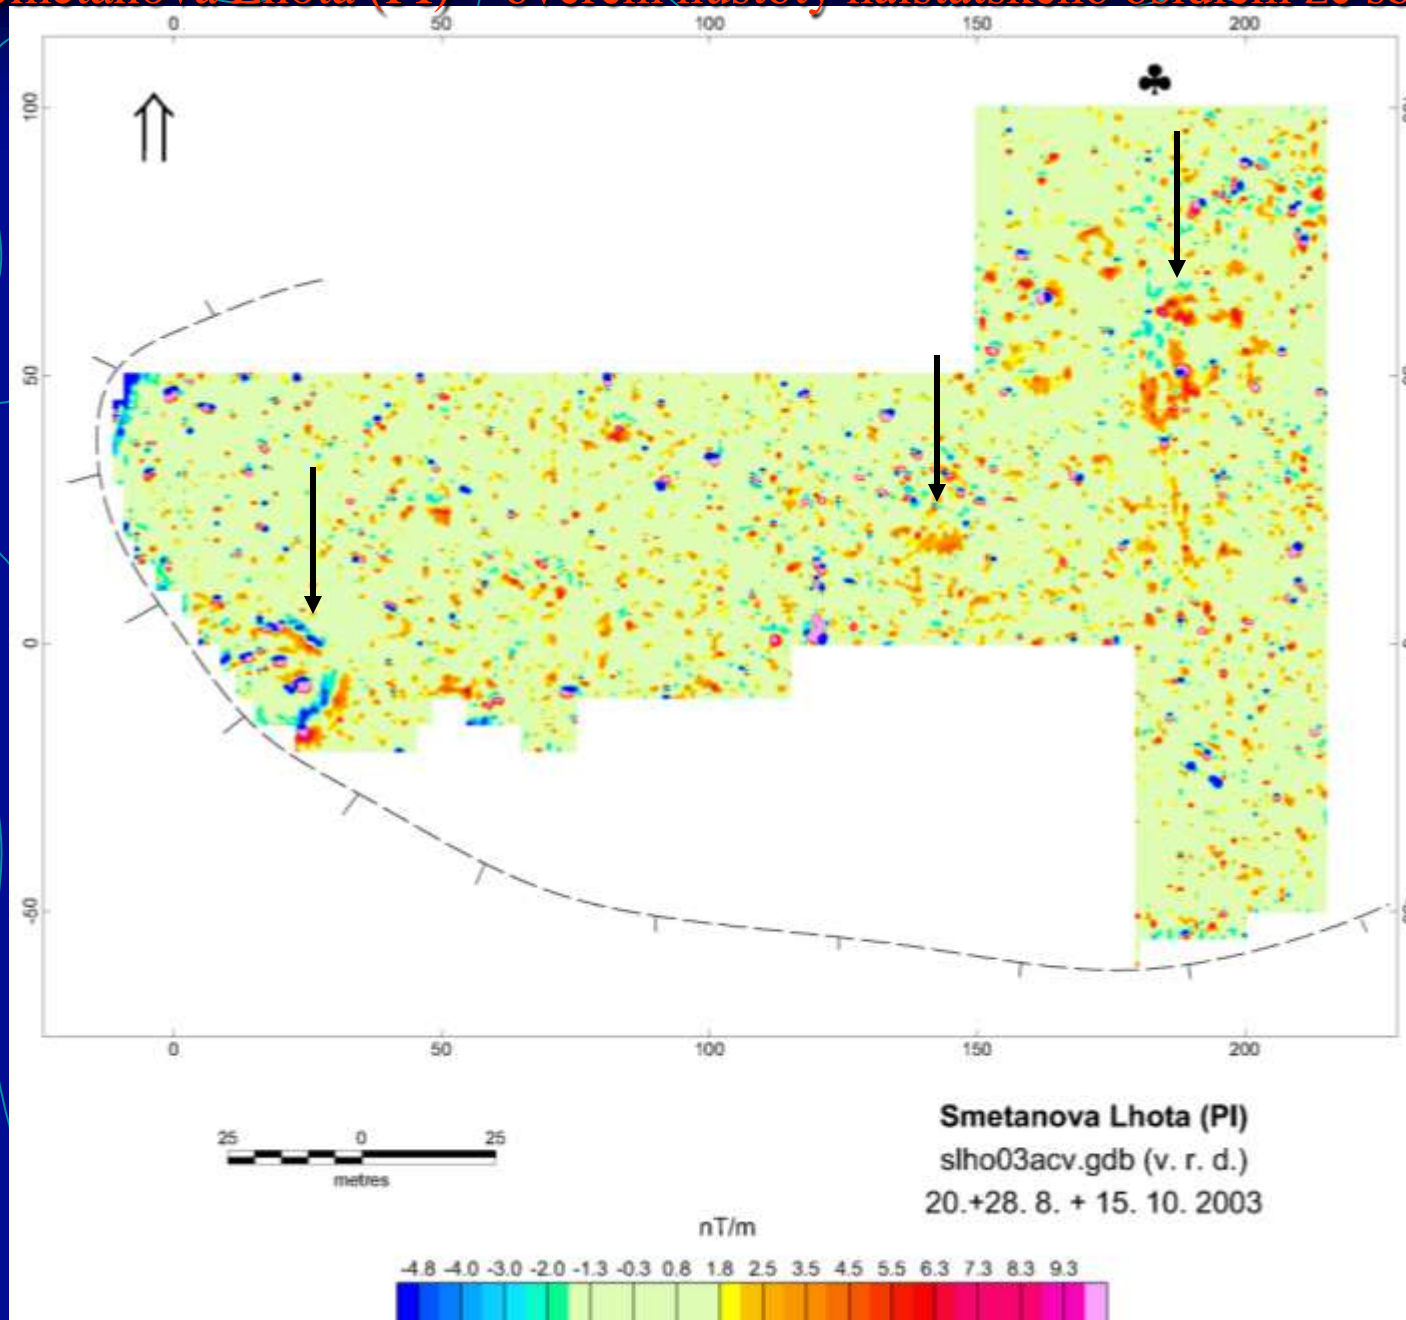 Lhota (PI)
0 50 100 150 200
100
50
0
-50
0 50 100 150 200
25 0 25
metres
Smetanova Lhota (PI)
slho03acv.gdb (v. r. d.)
20.+28. 8. + 15. 10. 2003
nT/m
-4.8 -4.0 -3.0 -2.0 -1.3 -0.3 0.8 1.8 2.5 3.5 4.5 5.5 6.3 7.3 8.3 9.3